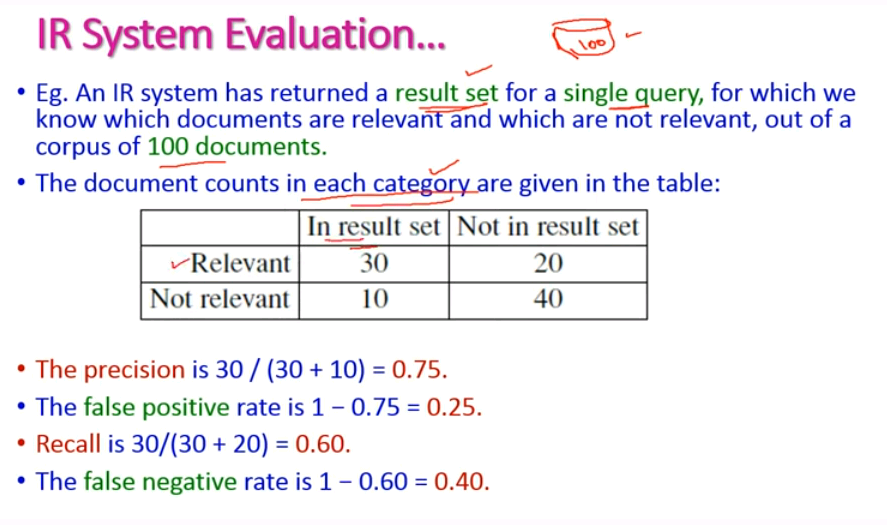 IR System Evaluation...
100
• Eg. An IR system has returned a result set for a single query, for which we
know which documents are relevant and which are not relevant, out of a
corpus of 100 documents.
• The document counts in each category are given in the table:
In result set Not in result set
Relevant 30 20
Not relevant 10 40
• The precision is 30 / (30 + 10) = 0.75.
• The false positive rate is 1 − 0.75 = 0.25.
• Recall is 30/(30 + 20) = 0.60.
• The false negative rate is 1 − 0.60 = 0.40.